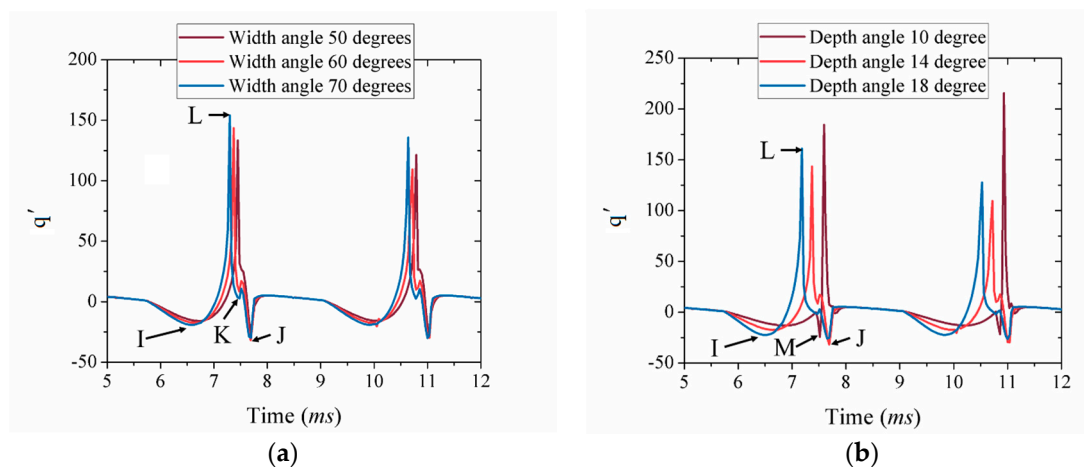 Width angle 50 degrees
Width angle 60 degrees
Width angle 70 degrees
200
150
100
50
0
-50
q′
L
I
K
J
5 6 7 8 9 10 11 12
Time (ms)
(a)
Depth angle 10 degree
Depth angle 14 degree
Depth angle 18 degree
250
200
150
100
50
0
-50
q′
L
I
M
J
5 6 7 8 9 10 11 12
Time (ms)
(b)